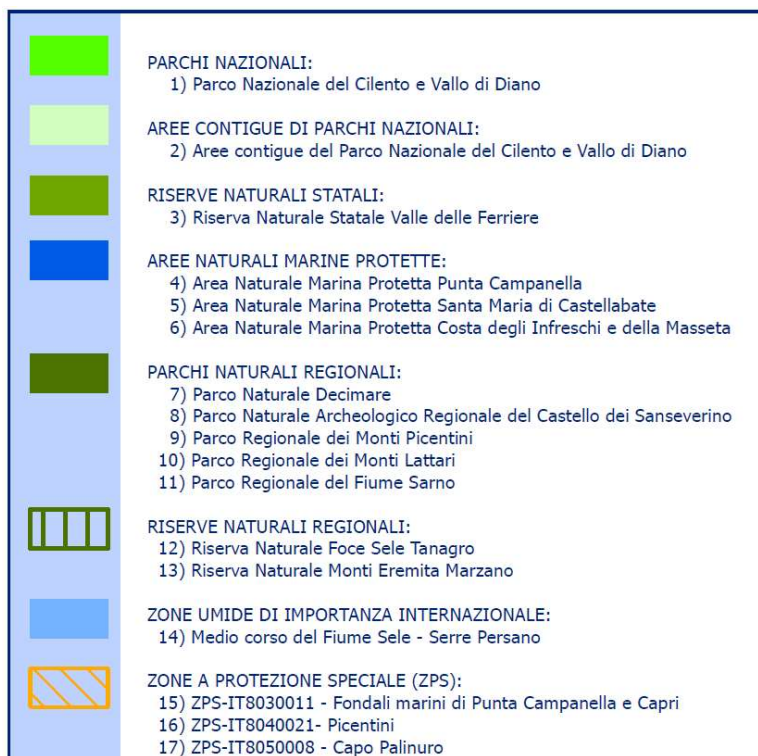 PARCHI NAZIONALI:
1) Parco Nazionale del Cilento e Vallo di Diano
AREE CONTIGUE DI PARCHI NAZIONALI:
2) Aree contigue del Parco Nazionale del Cilento e Vallo di Diano
RISERVE NATURALI STATALI:
3) Riserva Naturale Statale Valle delle Ferriere
AREE NATURALI MARINE PROTETTE:
4) Area Naturale Marina Protetta Punta Campanella
5) Area Naturale Marina Protetta Santa Maria di Castellabate
6) Area Naturale Marina Protetta Costa degli Infreschi e della Masseta
PARCHI NATURALI REGIONALI:
7) Parco Naturale Decimare
8) Parco Naturale Archeologico Regionale del Castello dei Sanseverino
9) Parco Regionale dei Monti Picentini
10) Parco Regionale dei Monti Lattari
11) Parco Regionale del Fiume Sarno
RISERVE NATURALI REGIONALI:
12) Riserva Naturale Foce Sele Tanagro
13) Riserva Naturale Monti Eremita Marzano
ZONE UMIDE DI IMPORTANZA INTERNAZIONALE:
14) Medio corso del Fiume Sele - Serre Persano
ZONE A PROTEZIONE SPECIALE (ZPS):
15) ZPS-IT8030011 - Fondali marini di Punta Campanella e Capri
16) ZPS-IT8040021- Picentini
17) ZPS-IT8050008 - Capo Palinuro